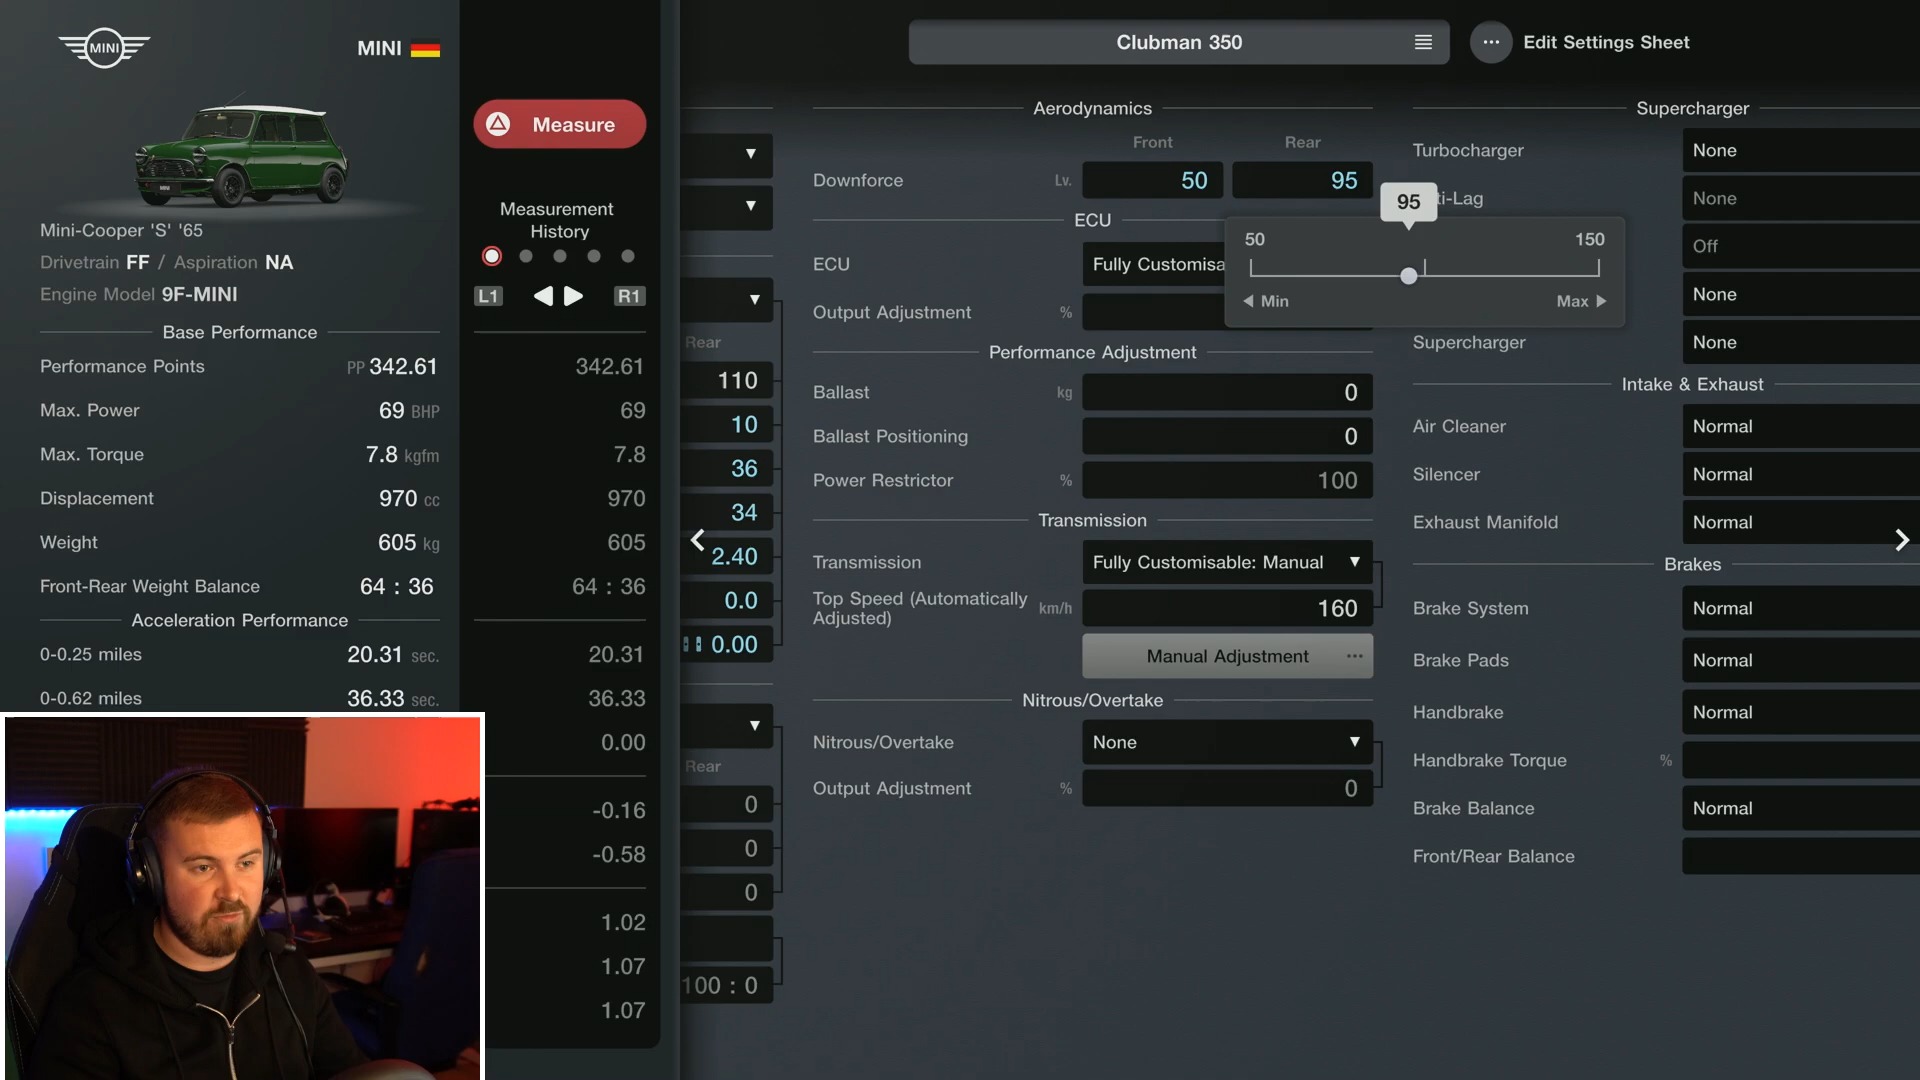 MINI
MINI
Mini-Cooper 'S' '65
Drivetrain FF / Aspiration NA
Engine Model 9F-MINI
Base Performance
Performance Points PP 342.61
Max. Power 69 BHP
Max. Torque 7.8 kgfm
Displacement 970 cc
Weight 605 kg
Front-Rear Weight Balance 64 : 36
Acceleration Performance
0-0.25 miles 20.31 sec.
0-0.62 miles 36.33 sec.
Measure
Measurement
History
L1 R1
342.61
69
7.8
970
605
64 : 36
20.31
36.33
0.00
-0.16
-0.58
1.02
1.07
1.07
Rear
110
10
36
34
2.40
0.0
0.00
Rear
0
0
0
100 : 0
Clubman 350
Edit Settings Sheet
Aerodynamics
Front Rear
Downforce Lv. 50 95
ECU
ECU Fully Customisa
Output Adjustment %
95
50 150
Min Max
Performance Adjustment
Ballast kg 0
Ballast Positioning 0
Power Restrictor % 100
Transmission
Transmission Fully Customisable: Manual
Top Speed (Automatically
Adjusted) km/h 160
Manual Adjustment
Nitrous/Overtake
Nitrous/Overtake None
Output Adjustment % 0
Supercharger
Turbocharger None
ti-Lag None
Off
None
Supercharger None
Intake & Exhaust
Air Cleaner Normal
Silencer Normal
Exhaust Manifold Normal
Brakes
Brake System Normal
Brake Pads Normal
Handbrake Normal
Handbrake Torque %
Brake Balance Normal
Front/Rear Balance